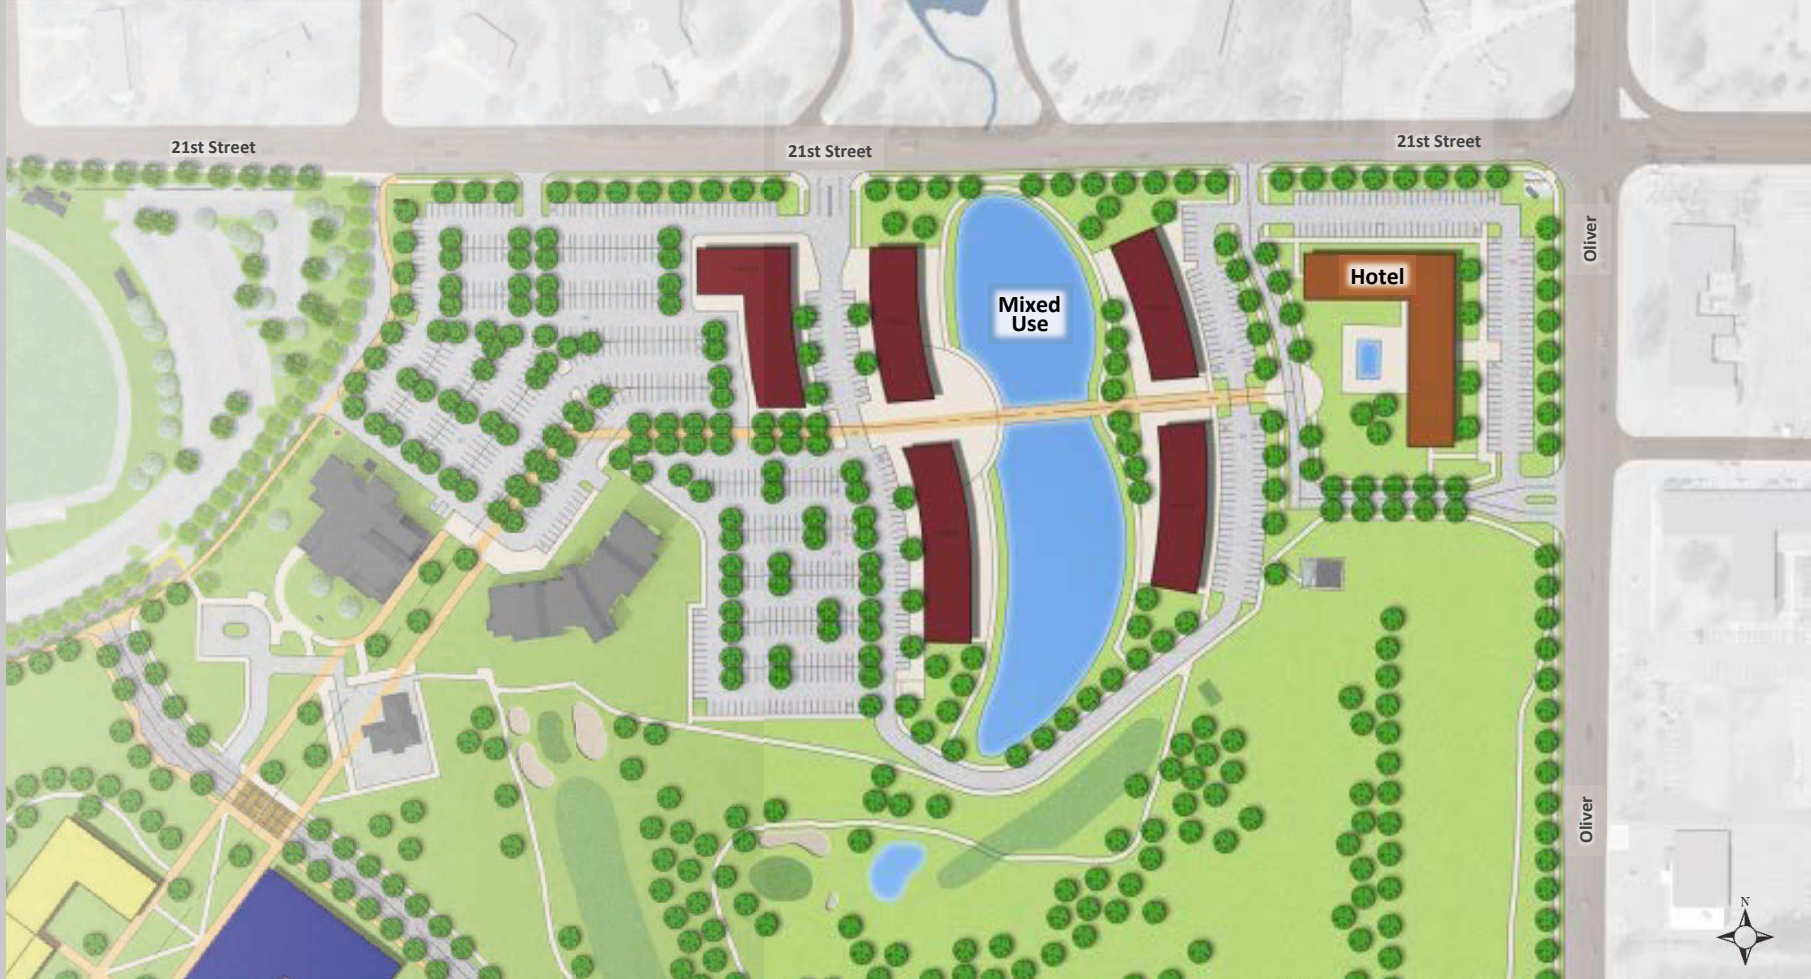 21st Street
21st Street
21st Street
Oliver
Hotel
Mixed
Use
Oliver
N